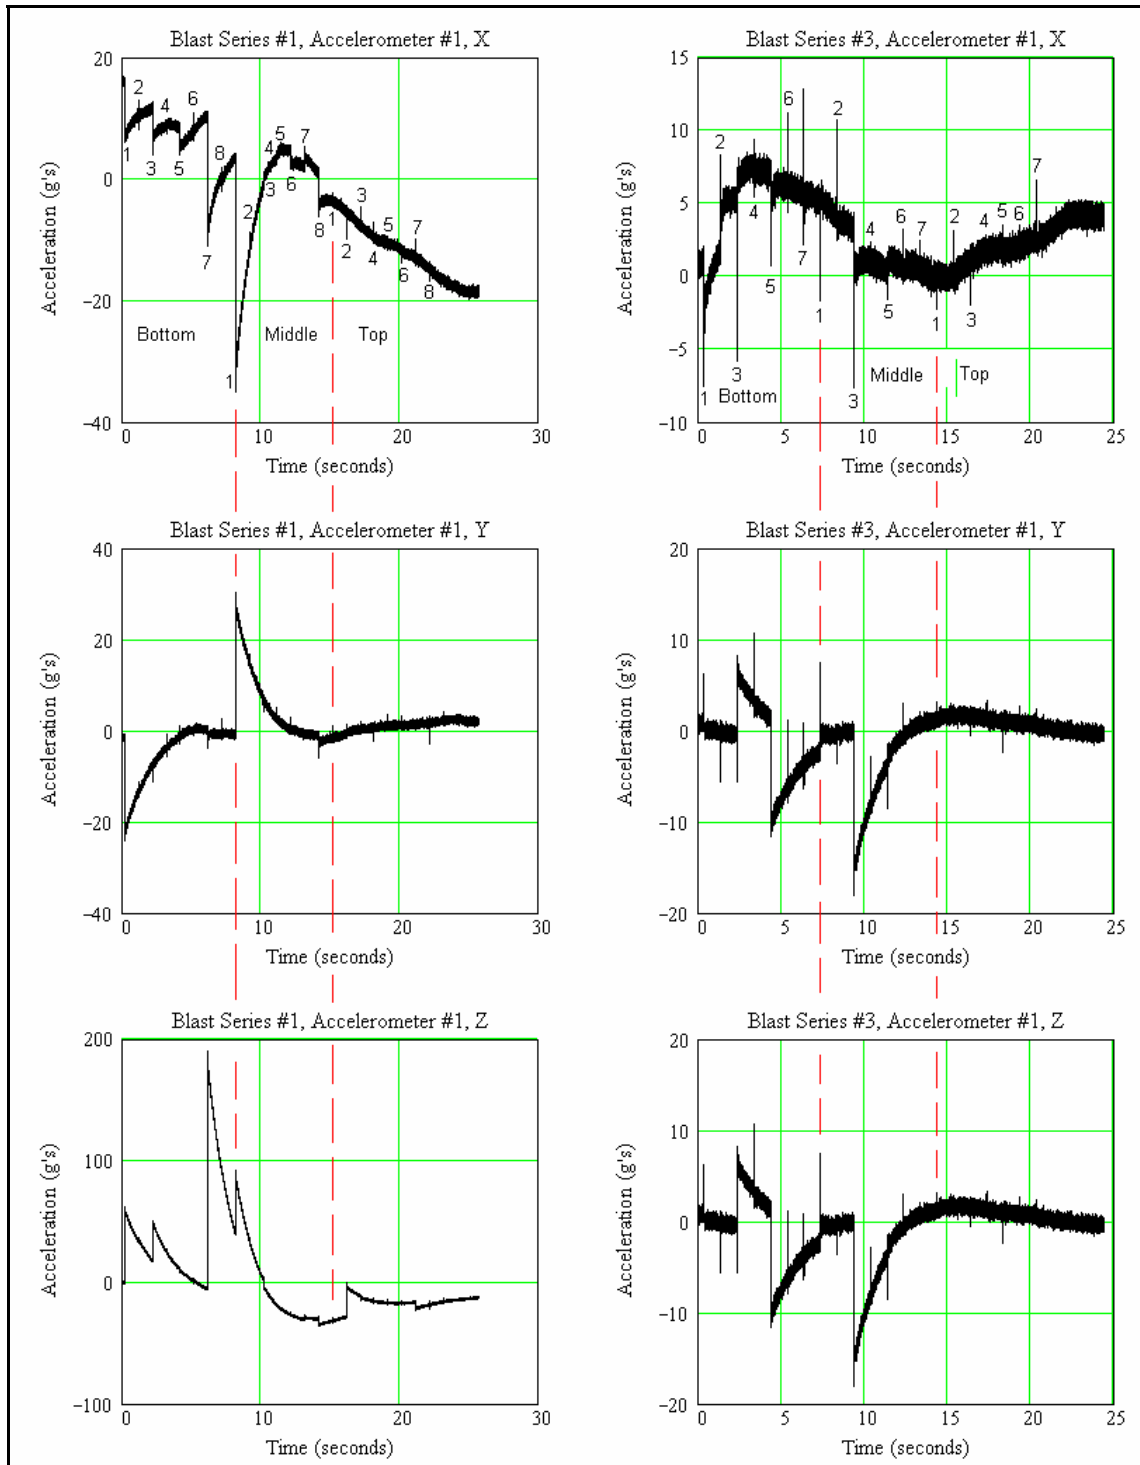 Blast Series #1, Accelerometer #1, X
Acceleration (g's)
20
0
−20
−40
2
4
6
1
3
5
8
7
1
2
3
4
5
6
7
8
1
2
3
4
5
6
7
8
Bottom
Middle
Top
0 10 20 30
Time (seconds)
Blast Series #3, Accelerometer #1, X
Acceleration (g's)
15
10
5
0
−5
−10
1
2
3
4
5
6
7
1
2
3
4
5
6
7
1
2
3
4
5
6
7
Bottom
Middle
Top
0 5 10 15 20 25
Time (seconds)
Blast Series #1, Accelerometer #1, Y
Acceleration (g's)
40
20
0
−20
−40
0 10 20 30
Time (seconds)
Blast Series #3, Accelerometer #1, Y
Acceleration (g's)
20
10
0
−10
−20
0 5 10 15 20 25
Time (seconds)
Blast Series #1, Accelerometer #1, Z
Acceleration (g's)
200
100
0
−100
0 10 20 30
Time (seconds)
Blast Series #3, Accelerometer #1, Z
Acceleration (g's)
20
10
0
−10
−20
0 5 10 15 20 25
Time (seconds)